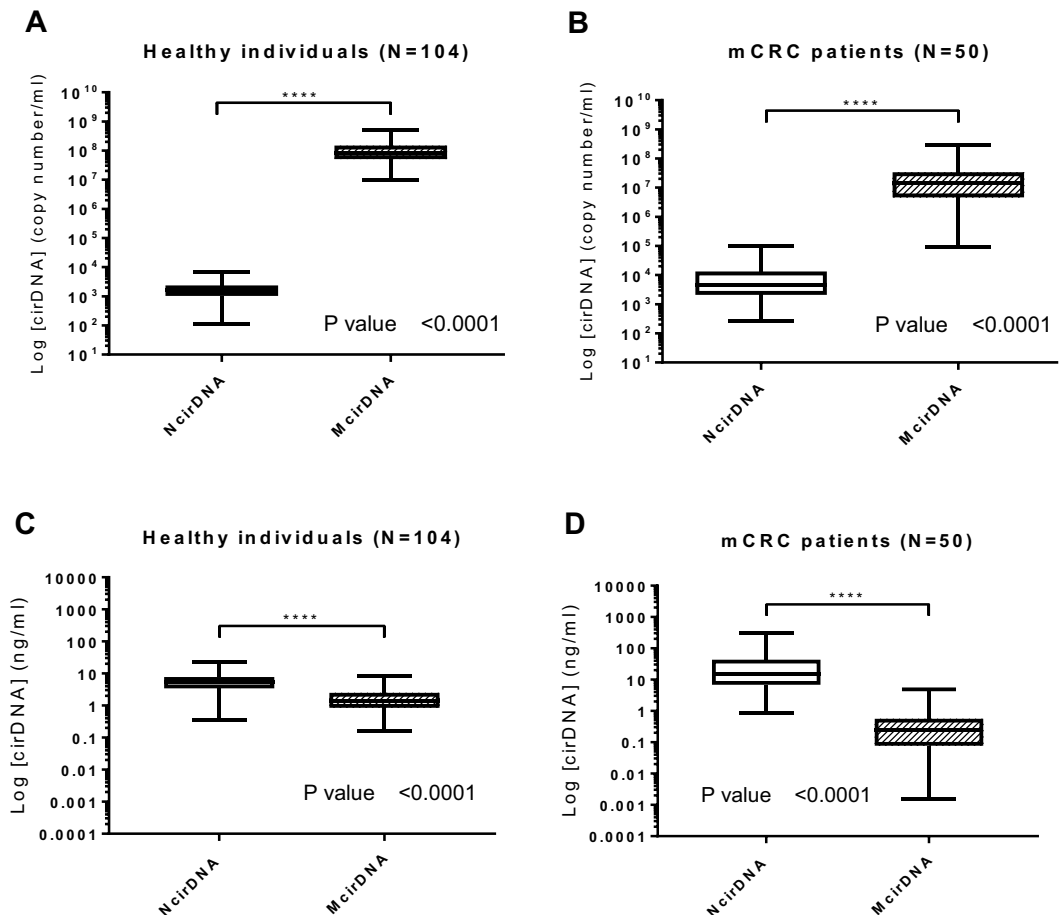 A
Healthy individuals (N=104)
Log [cirDNA] (copy number/ml)
10^10
10^9
10^8
10^7
10^6
10^5
10^4
10^3
10^2
10^1
****
P value <0.0001
NcirDNA
McirDNA
B
mCRC patients (N=50)
Log [cirDNA] (copy number/ml)
10^10
10^9
10^8
10^7
10^6
10^5
10^4
10^3
10^2
10^1
****
P value <0.0001
NcirDNA
McirDNA
C
Healthy individuals (N=104)
Log [cirDNA] (ng/ml)
10000
1000
100
10
1
0.1
0.01
0.001
0.0001
****
P value <0.0001
NcirDNA
McirDNA
D
mCRC patients (N=50)
Log [cirDNA] (ng/ml)
10000
1000
100
10
1
0.1
0.01
0.001
0.0001
****
P value <0.0001
NcirDNA
McirDNA